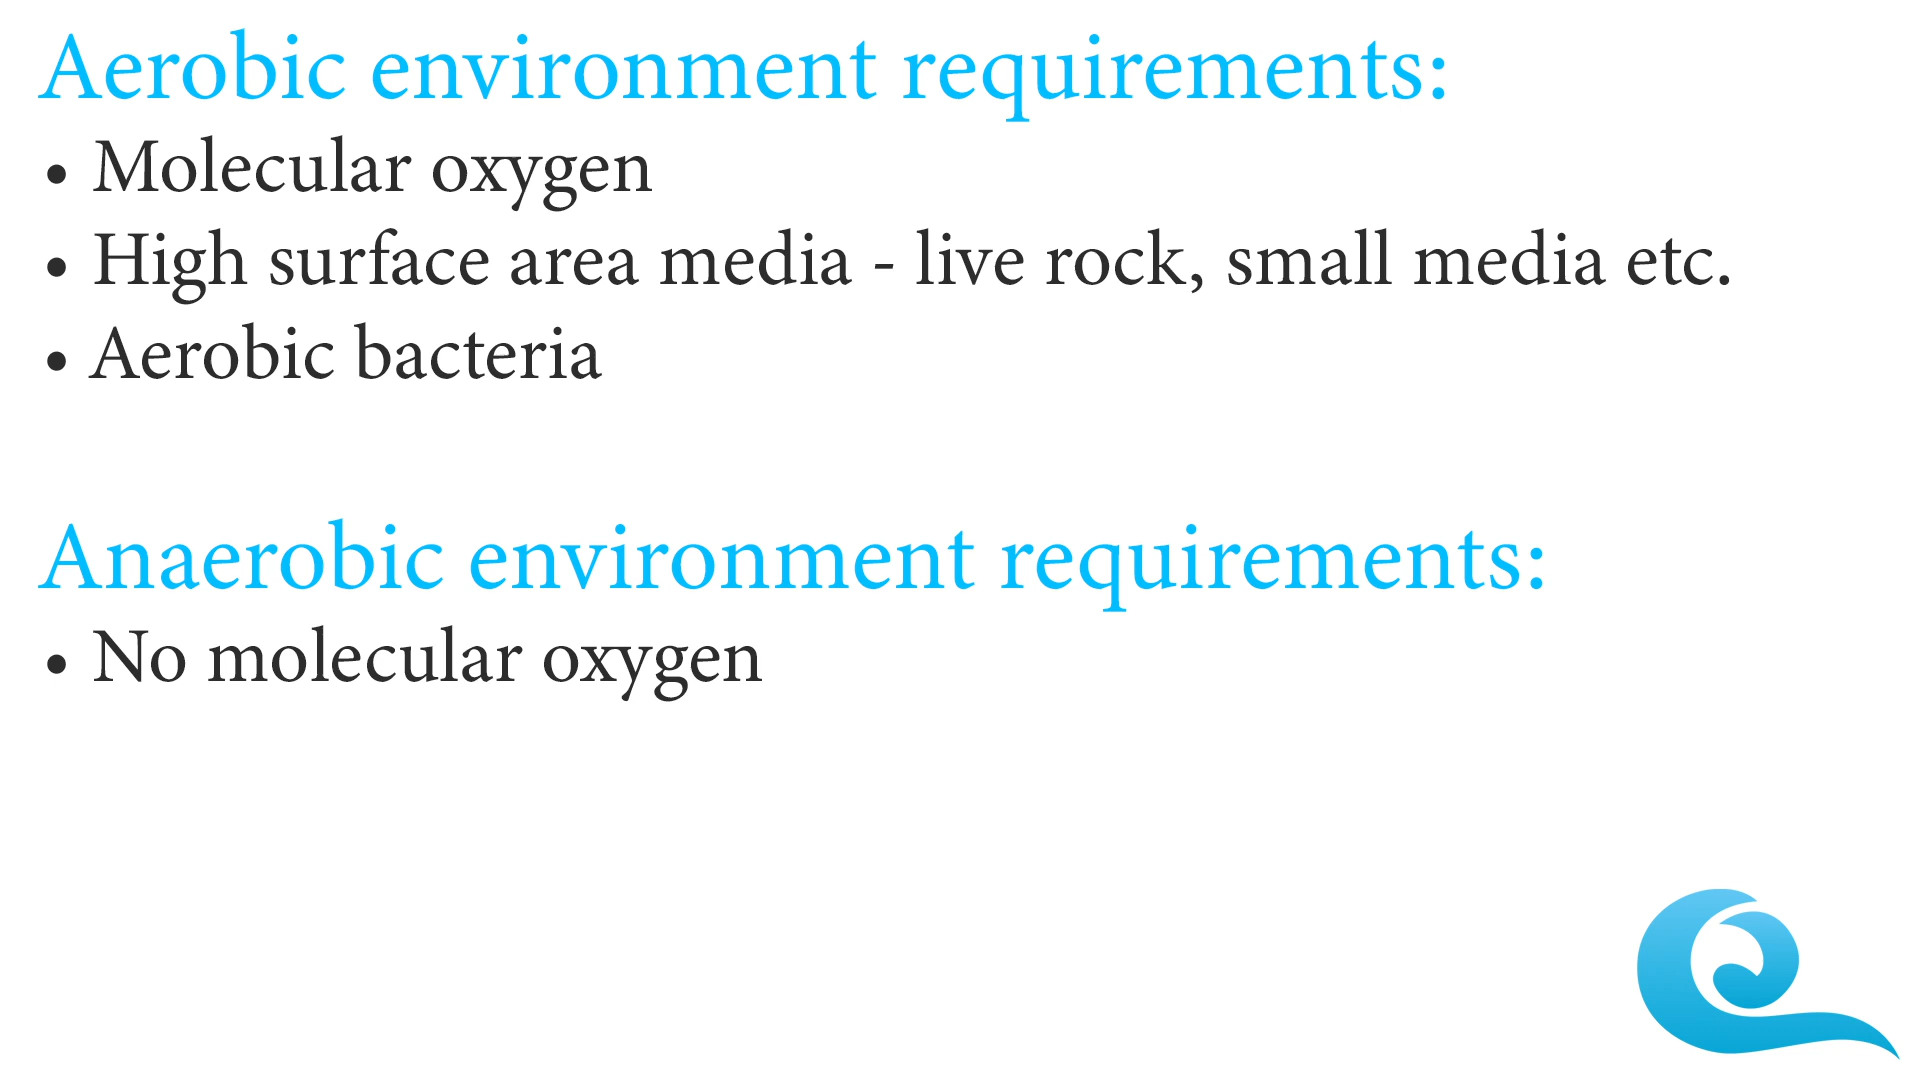 Aerobic environment requirements:
• Molecular oxygen
• High surface area media - live rock, small media etc.
• Aerobic bacteria
Anaerobic environment requirements:
• No molecular oxygen